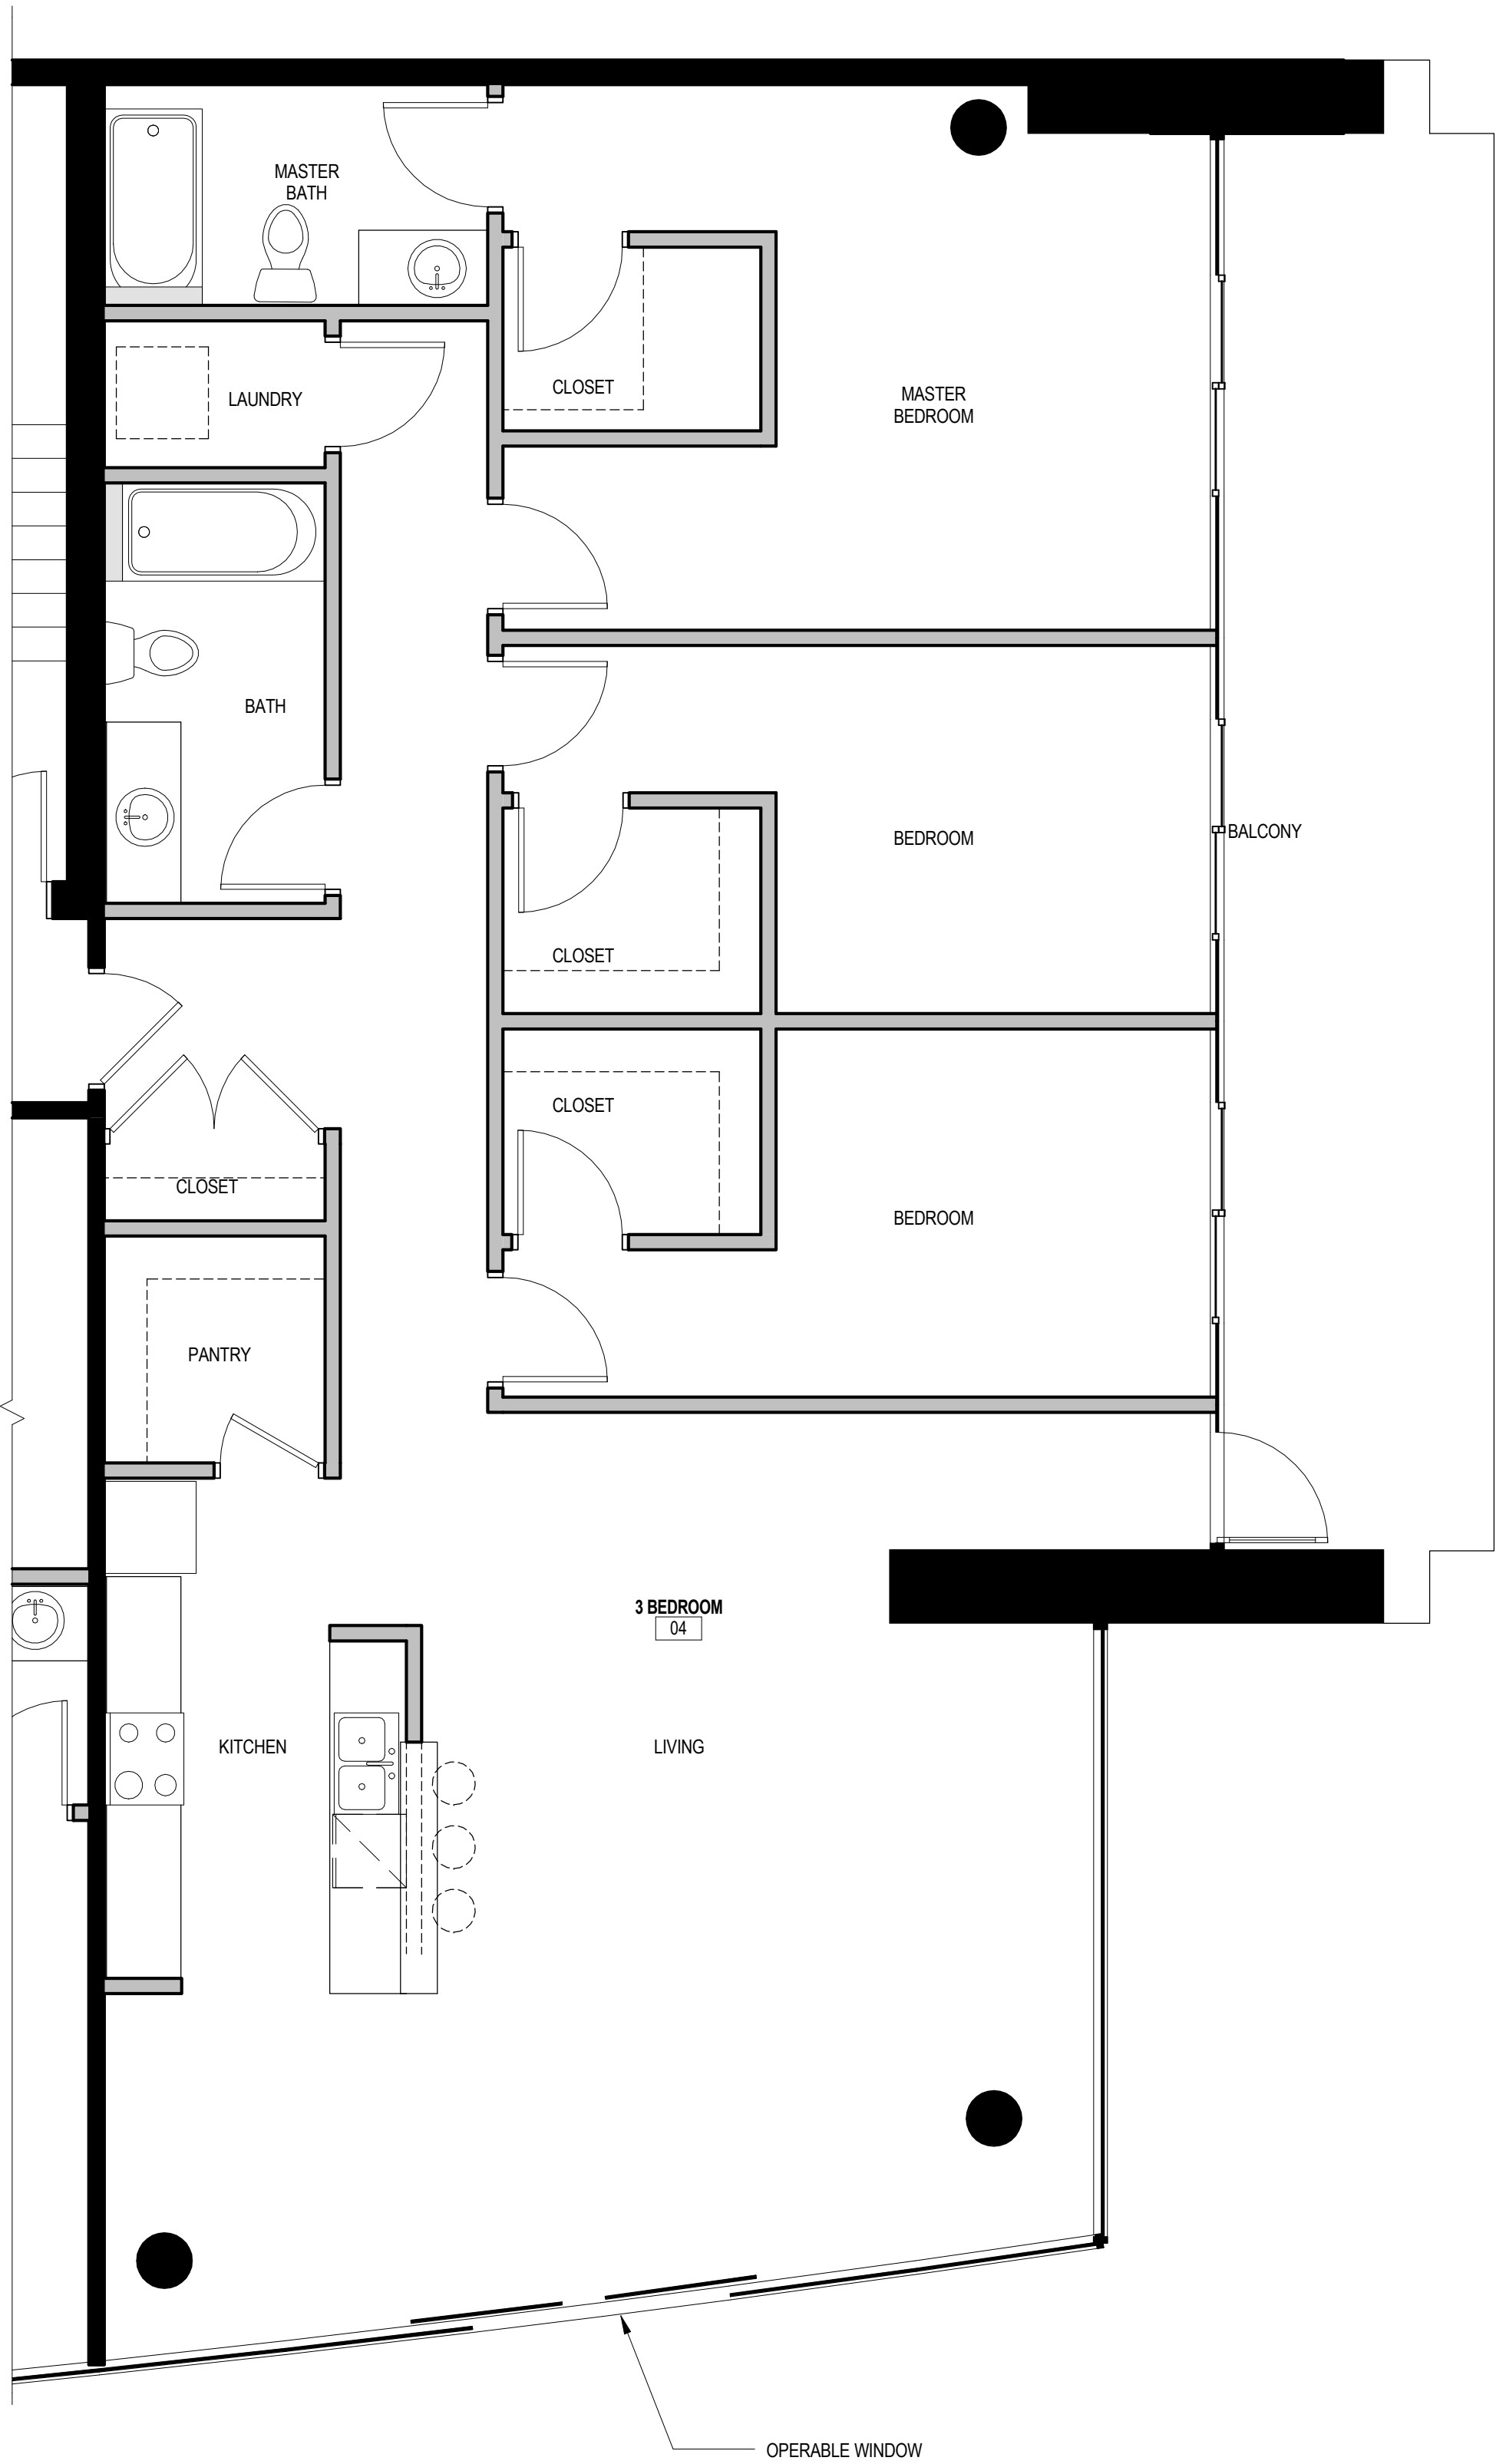 MASTER
BATH
LAUNDRY
CLOSET
MASTER
BEDROOM
BATH
BEDROOM
BALCONY
CLOSET
CLOSET
CLOSET
BEDROOM
PANTRY
3 BEDROOM
04
KITCHEN
LIVING
OPERABLE WINDOW